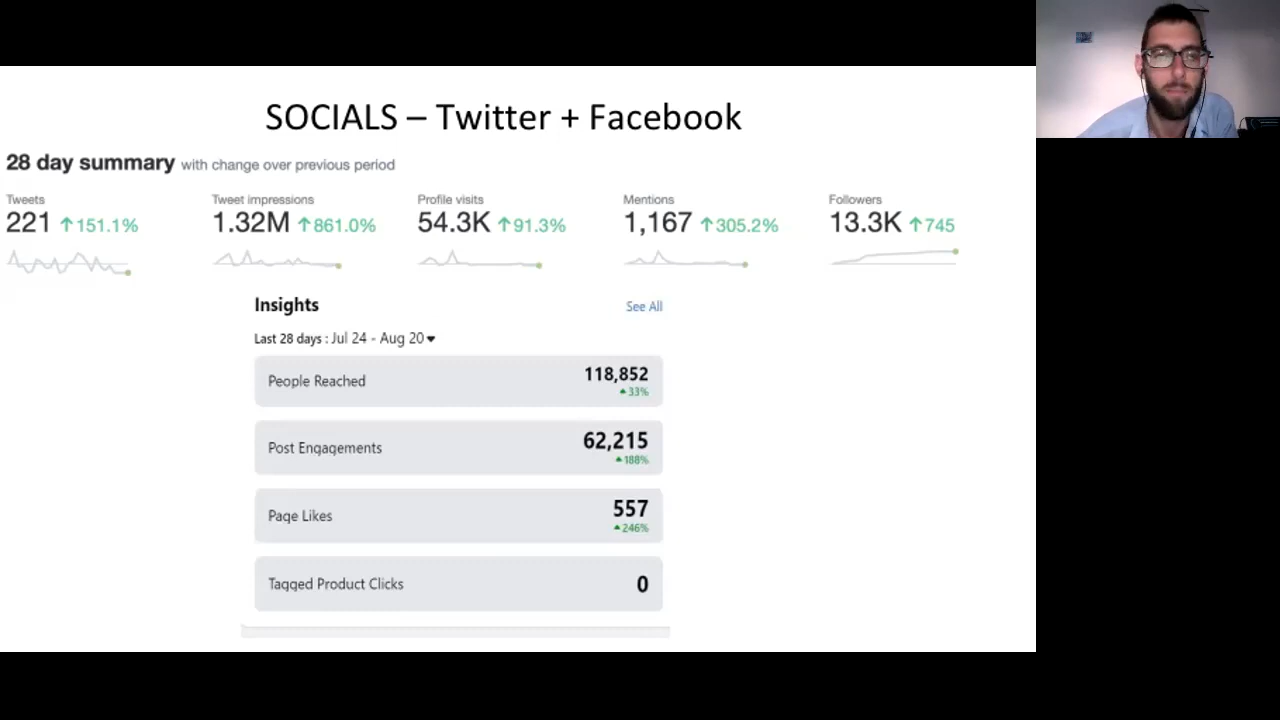 SOCIALS – Twitter + Facebook
28 day summary with change over previous period
Tweets Tweet impressions Profile visits Mentions Followers
221 ↑151.1% 1.32M ↑861.0% 54.3K ↑91.3% 1,167 ↑305.2% 13.3K ↑745
Insights See All
Last 28 days : Jul 24 - Aug 20
People Reached 118,852
33%
Post Engagements 62,215
188%
Page Likes 557
246%
Tagged Product Clicks 0